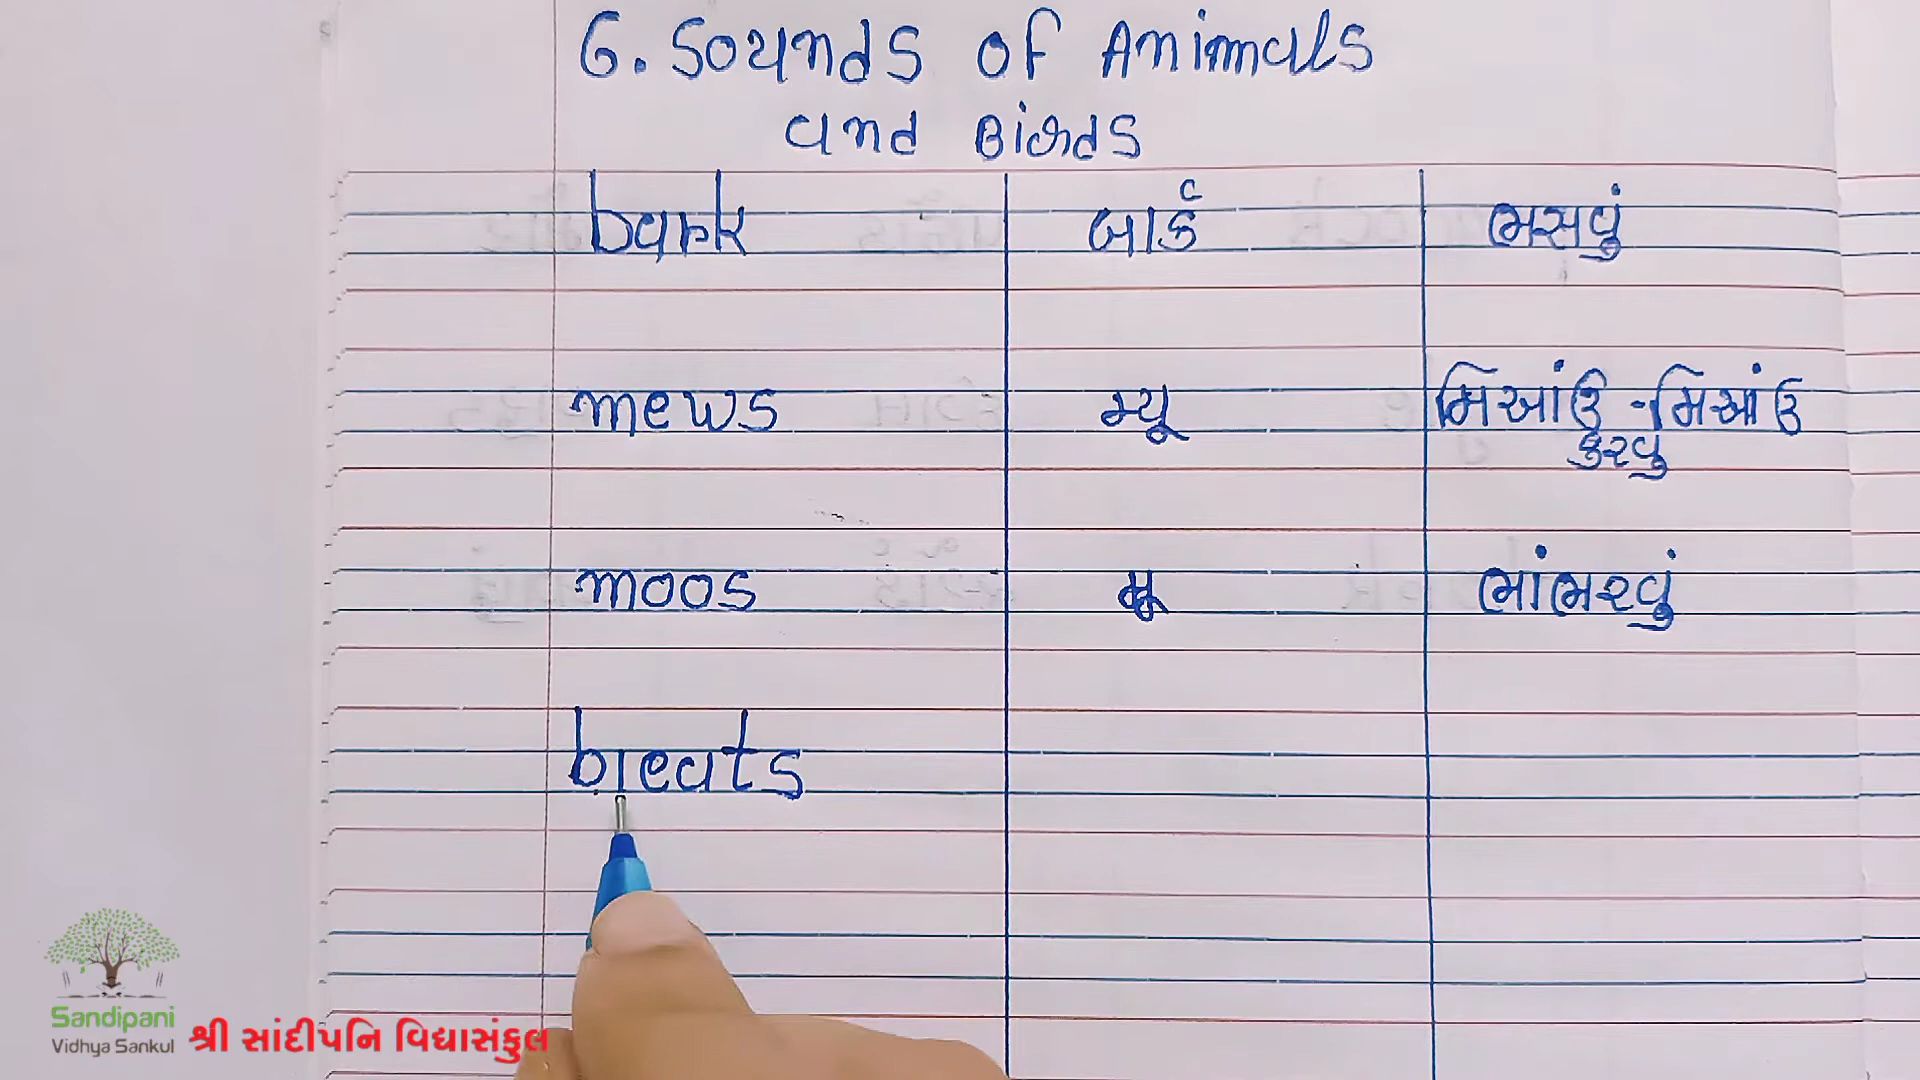 6. Sounds of Animals
and Birds
bark બાર્ક ભસવું
mews મ્યૂ મિઆંઉ - મિઆંઉ
કરવુ
moos મૂ ભાંભરવું
bleats
Sandipani
Vidhya Sankul
શ્રી સાંદીપનિ વિદ્યાસંકુલ